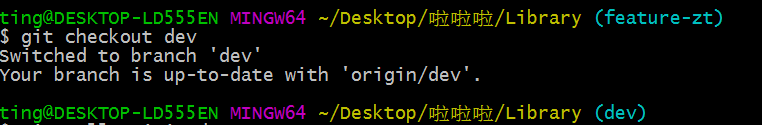 ting@DESKTOP-LD555EN MINGW64 ~/Desktop/啦啦啦/Library (feature-zt)
$ git checkout dev
Switched to branch 'dev'
Your branch is up-to-date with 'origin/dev'.
ting@DESKTOP-LD555EN MINGW64 ~/Desktop/啦啦啦/Library (dev)